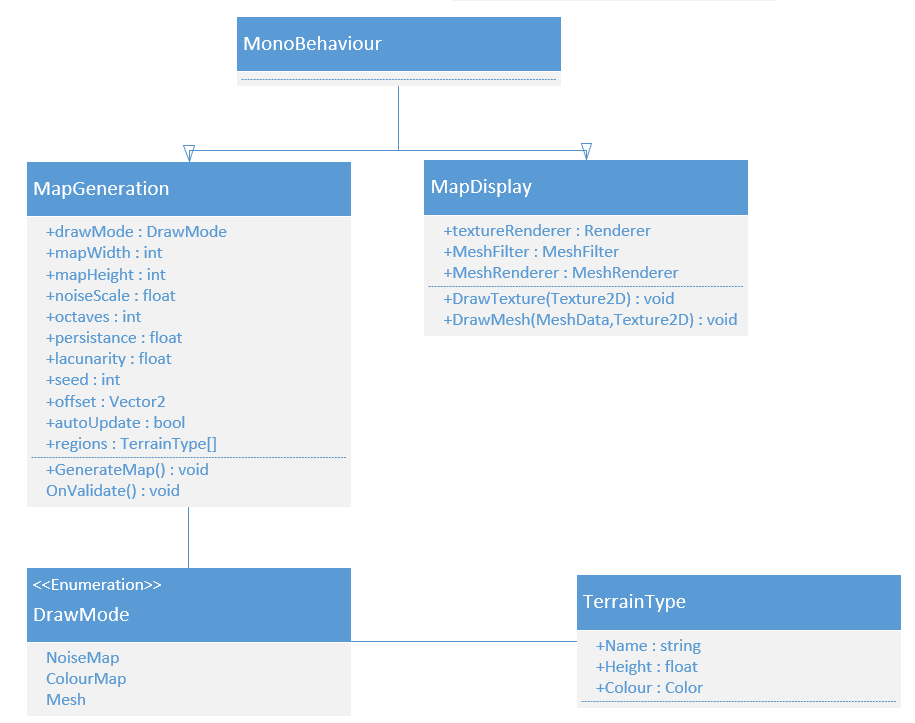 MonoBehaviour
MapGeneration
+drawMode : DrawMode
+mapWidth : int
+mapHeight : int
+noiseScale : float
+octaves : int
+persistance : float
+lacunarity : float
+seed : int
+offset : Vector2
+autoUpdate : bool
+regions : TerrainType[]
+GenerateMap() : void
OnValidate() : void
MapDisplay
+textureRenderer : Renderer
+MeshFilter : MeshFilter
+MeshRenderer : MeshRenderer
+DrawTexture(Texture2D) : void
+DrawMesh(MeshData,Texture2D) : void
<<Enumeration>>
DrawMode
NoiseMap
ColourMap
Mesh
TerrainType
+Name : string
+Height : float
+Colour : Color